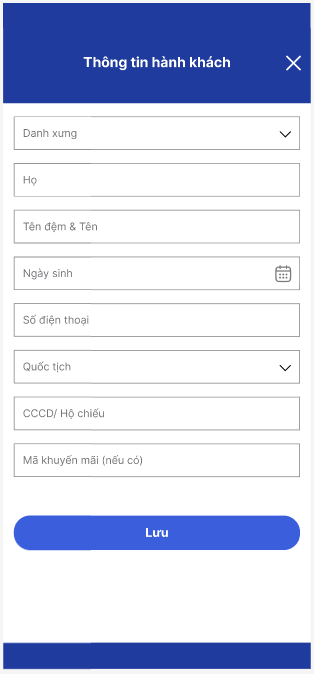 Thông tin hành khách
Danh xưng
Họ
Tên đệm & Tên
Ngày sinh
Số điện thoại
Quốc tịch
CCCD/ Hộ chiếu
Mã khuyến mãi (nếu có)
Lưu